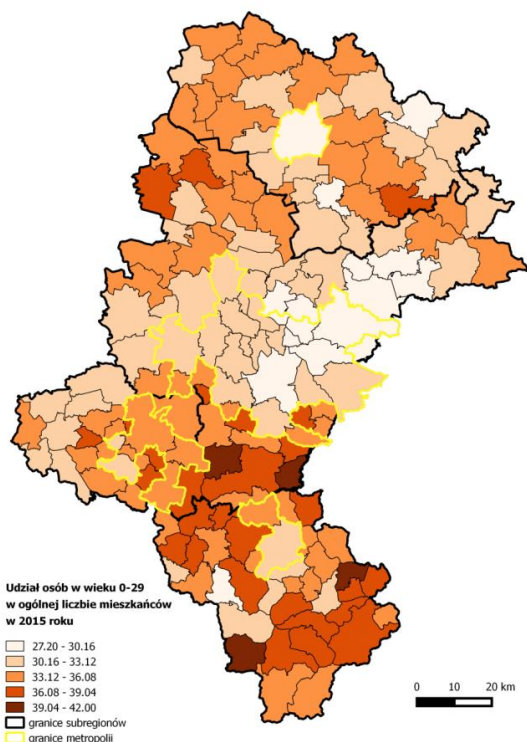 Udział osób w wieku 0-29
w ogólnej liczbie mieszkańców
w 2015 roku
27.20 - 30.16
30.16 - 33.12
33.12 - 36.08
36.08 - 39.04
39.04 - 42.00
granice subregionów
granice metropolii
0 10 20 km